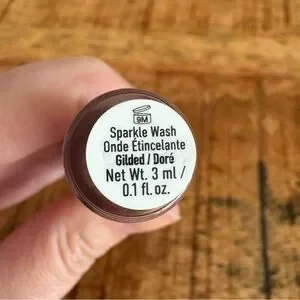 9M
Sparkle Wash
Onde Étincelante
Gilded / Doré
Net Wt. 3 ml /
0.1 fl. oz.